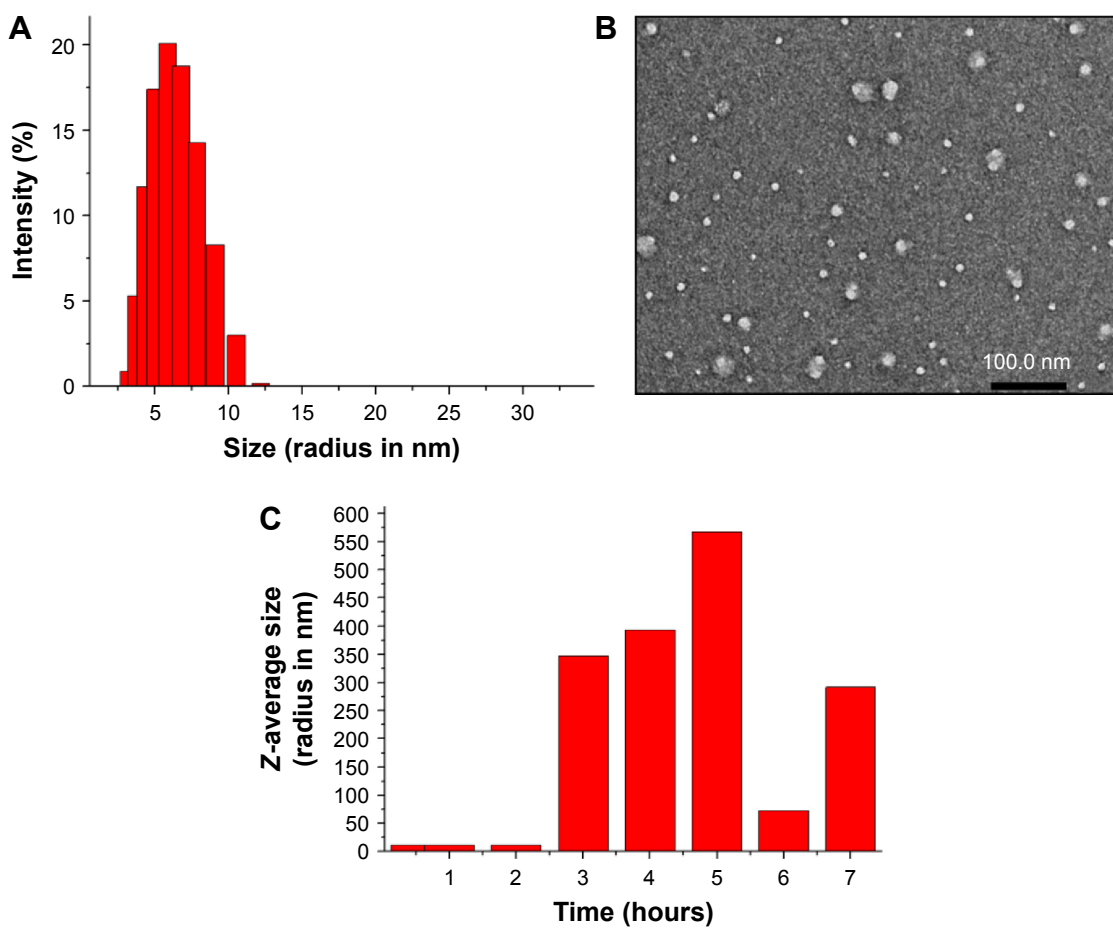 A
Intensity (%)
20
15
10
5
0
5 10 15 20 25 30
Size (radius in nm)
B
100.0 nm
C
Z-average size
(radius in nm)
600
550
500
450
400
350
300
250
200
150
100
50
0
1 2 3 4 5 6 7
Time (hours)